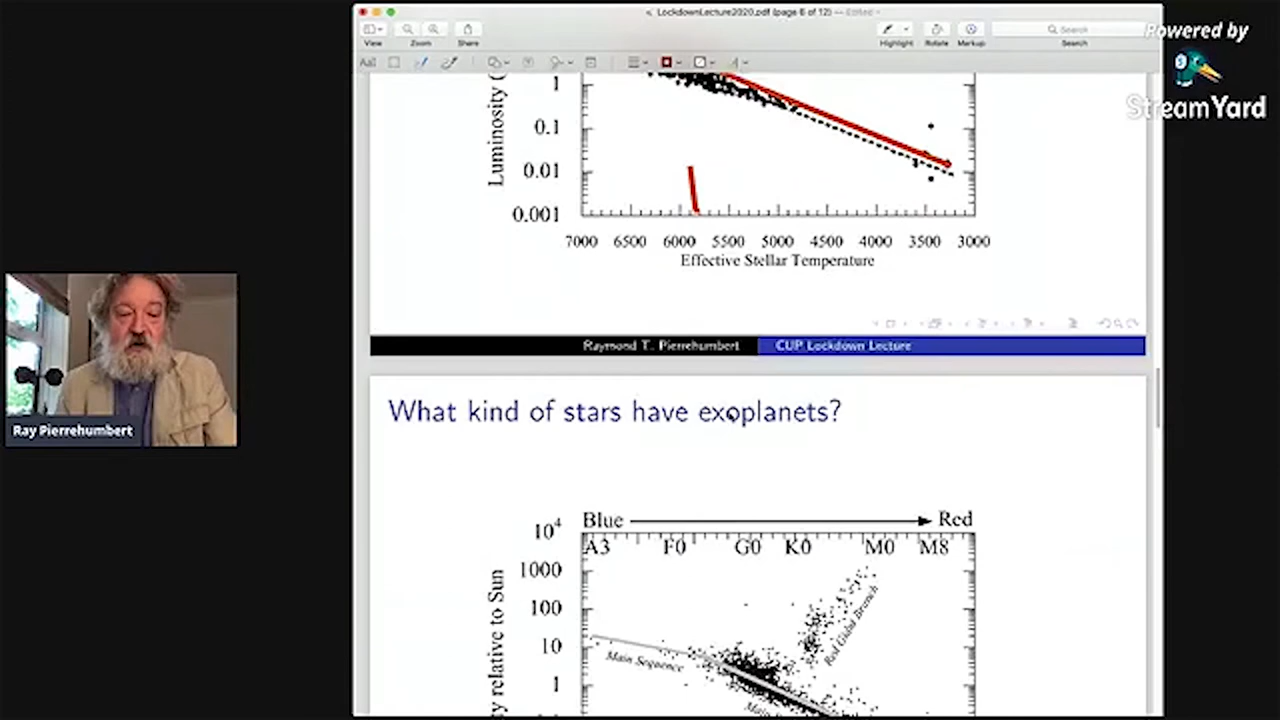 LockdownLecture2020.pdf (page 6 of 12) — Edited
View
Zoom
Share
Highlight
Rotate
Markup
Search
Search
Powered by
StreamYard
Luminosity (
1
0.1
0.01
0.001
7000 6500 6000 5500 5000 4500 4000 3500 3000
Effective Stellar Temperature
Raymond T. Pierrehumbert
CUP Lockdown Lecture
Ray Pierrehumbert
What kind of stars have exoplanets?
Blue
Red
A3 F0 G0 K0 M0 M8
10⁴
1000
100
10
1
y relative to Sun
Main Sequence
Red Giant Branch